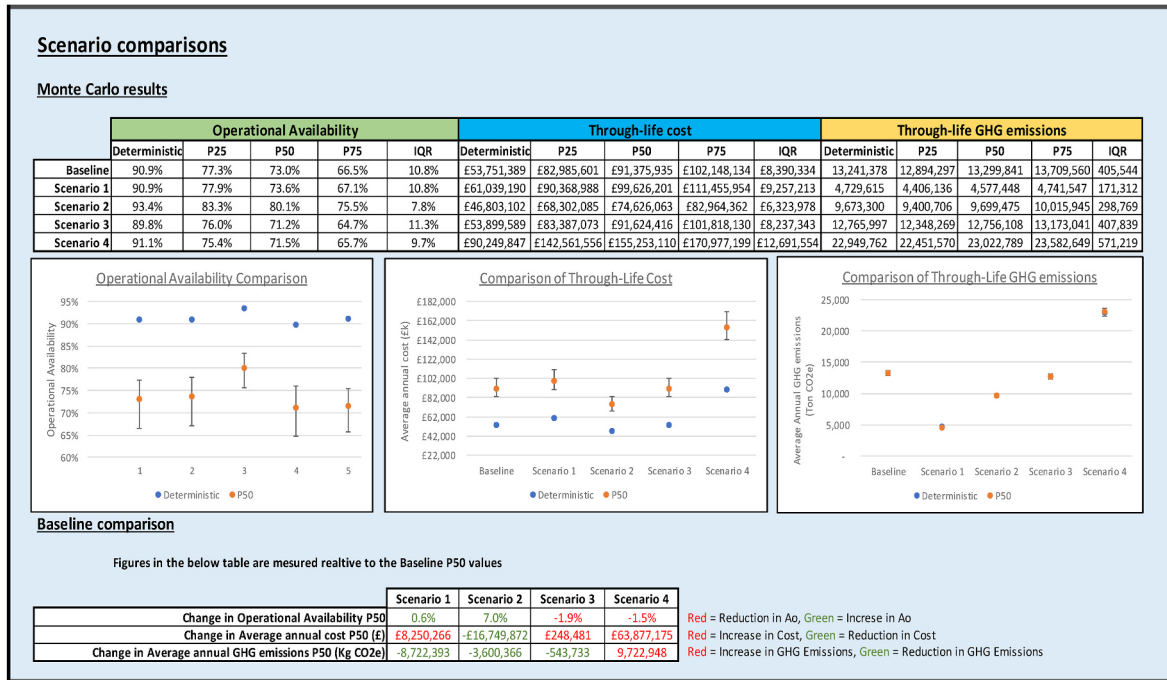 Scenario comparisons
Monte Carlo results
Operational Availability Through-life cost Through-life GHG emissions
Deterministic P25 P50 P75 IQR Deterministic P25 P50 P75 IQR Deterministic P25 P50 P75 IQR
Baseline 90.9% 77.3% 73.0% 66.5% 10.8% £53,751,389 £82,985,601 £91,375,935 £102,148,134 £8,390,334 13,241,378 12,894,297 13,299,841 13,709,560 405,544
Scenario 1 90.9% 77.9% 73.6% 67.1% 10.8% £61,039,190 £90,368,988 £99,626,201 £111,455,954 £9,257,213 4,729,615 4,406,136 4,577,448 4,741,547 171,312
Scenario 2 93.4% 83.3% 80.1% 75.5% 7.8% £46,803,102 £68,302,085 £74,626,063 £82,964,362 £6,323,978 9,673,300 9,400,706 9,699,475 10,015,945 298,769
Scenario 3 89.8% 76.0% 71.2% 64.7% 11.3% £53,899,589 £83,387,073 £91,624,416 £101,818,130 £8,237,343 12,765,997 12,348,269 12,756,108 13,173,041 407,839
Scenario 4 91.1% 75.4% 71.5% 65.7% 9.7% £90,249,847 £142,561,556 £155,253,110 £170,977,199 £12,691,554 22,949,762 22,451,570 23,022,789 23,582,649 571,219
Operational Availability Comparison
Operational Availability
95%
90%
85%
80%
75%
70%
65%
60%
1 2 3 4 5
Deterministic P50
Comparison of Through-Life Cost
Average annual cost (£k)
£182,000
£162,000
£142,000
£122,000
£102,000
£82,000
£62,000
£42,000
£22,000
Baseline Scenario 1 Scenario 2 Scenario 3 Scenario 4
Deterministic P50
Comparison of Through-Life GHG emissions
Average Annual GHG emissions
(Ton CO2e)
25,000
20,000
15,000
10,000
5,000
-
Baseline Scenario 1 Scenario 2 Scenario 3 Scenario 4
Deterministic P50
Baseline comparison
Figures in the below table are mesured realtive to the Baseline P50 values
Scenario 1 Scenario 2 Scenario 3 Scenario 4
Change in Operational Availability P50 0.6% 7.0% -1.9% -1.5% Red = Reduction in Ao, Green = Increse in Ao
Change in Average annual cost P50 (£) £8,250,266 -£16,749,872 £248,481 £63,877,175 Red = Increase in Cost, Green = Reduction in Cost
Change in Average annual GHG emissions P50 (Kg CO2e) -8,722,393 -3,600,366 -543,733 9,722,948 Red = Increase in GHG Emissions, Green = Reduction in GHG Emissions